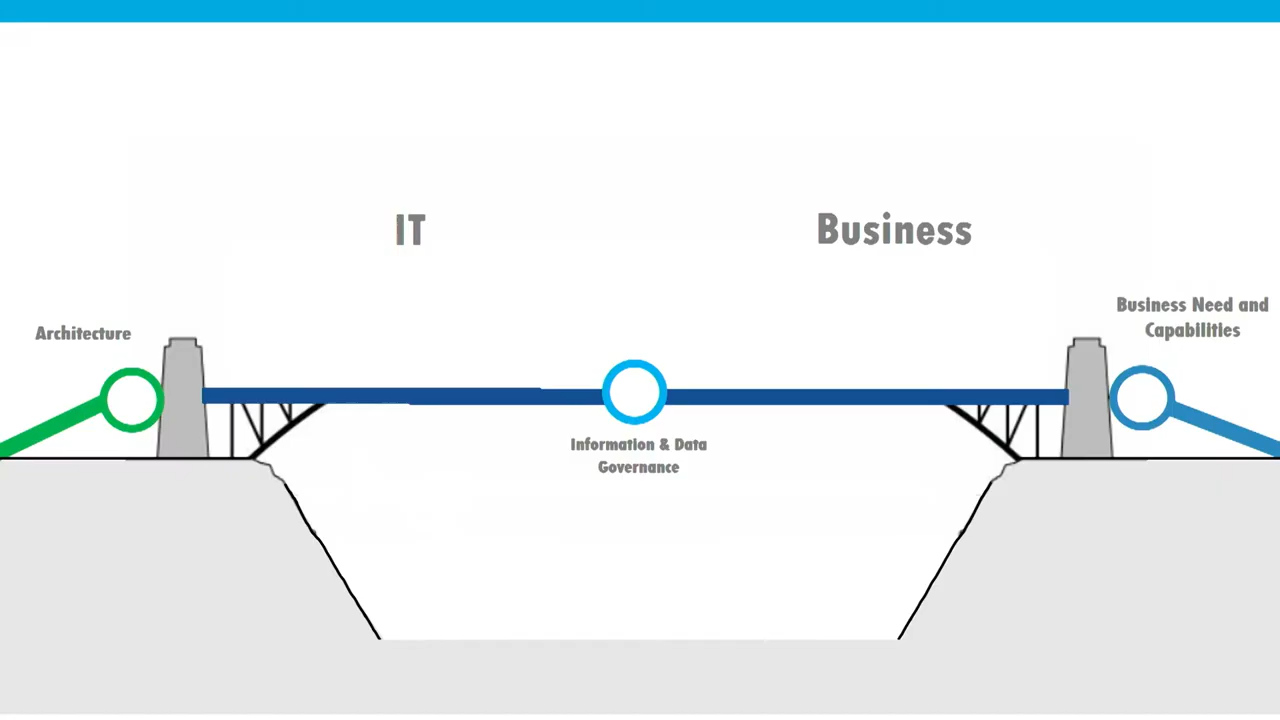 IT
Business
Architecture
Business Need and
Capabilities
Information & Data
Governance